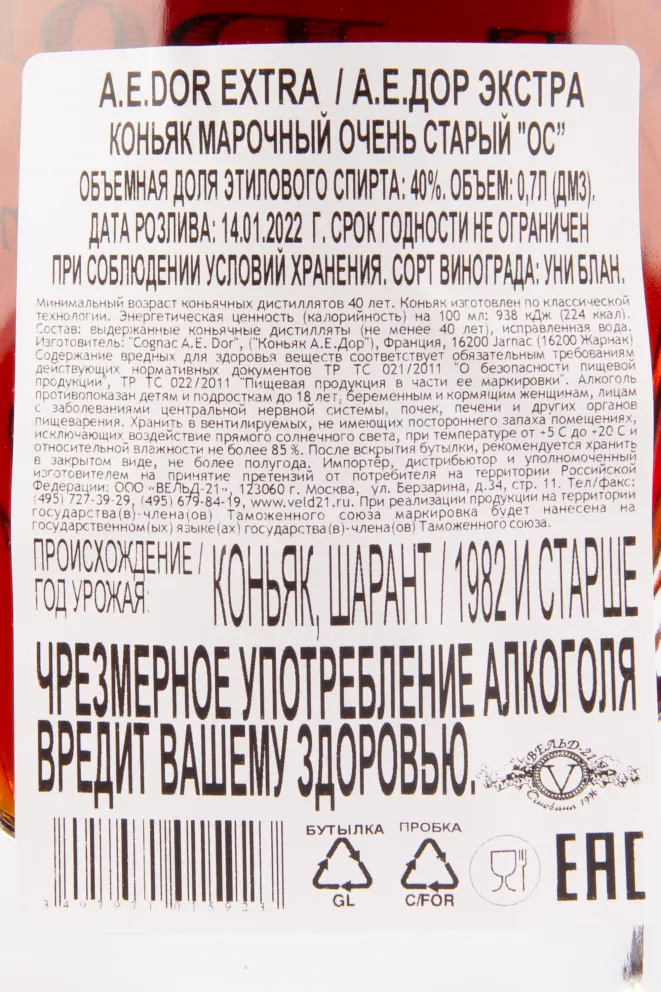 A.E.DOR EXTRA / А.Е.ДОР ЭКСТРА
КОНЬЯК МАРОЧНЫЙ ОЧЕНЬ СТАРЫЙ "ОС”
ОБЪЕМНАЯ ДОЛЯ ЭТИЛОВОГО СПИРТА: 40%. ОБЪЕМ: 0,7Л (ДМ3).
ДАТА РОЗЛИВА: 14.01.2022 Г. СРОК ГОДНОСТИ НЕ ОГРАНИЧЕН
ПРИ СОБЛЮДЕНИИ УСЛОВИЙ ХРАНЕНИЯ. СОРТ ВИНОГРАДА: УНИ БЛАН.
Минимальный возраст коньячных дистиллятов 40 лет. Коньяк изготовлен по классической
технологии. Энергетическая ценность (калорийность) на 100 мл: 938 кДж (224 ккал).
Состав: выдержанные коньячные дистилляты (не менее 40 лет), исправленная вода.
Изготовитель: "Cognac A.E. Dor", ("Коньяк А.Е.Дор"), Франция, 16200 Jarnac (16200 Жарнак)
Содержание вредных для здоровья веществ соответствует обязательным требованиям
действующих нормативных документов ТР ТС 021/2011 "О безопасности пищевой
продукции", ТР ТС 022/2011 "Пищевая продукция в части ее маркировки". Алкоголь
противопоказан детям и подросткам до 18 лет, беременным и кормящим женщинам, лицам
с заболеваниями центральной нервной системы, почек, печени и других органов
пищеварения. Хранить в вентилируемых, не имеющих постороннего запаха помещениях,
исключающих воздействие прямого солнечного света, при температуре от +5 С до +20 С и
относительной влажности не более 85 %. После вскрытия бутылки, рекомендуется хранить
в закрытом виде, не более полугода. Импортёр, дистрибьютор и уполномоченный
изготовителем на принятие претензий от потребителя на территории Российской
Федерации: ООО «ВЕЛЬД-21», 123060 г. Москва, ул. Берзарина, д.34, стр. 11. Тел/факс:
(495) 727-39-29, (495) 679-84-19, www.veld21.ru. При реализации продукции на территории
государства(в)-члена(ов) Таможенного союза маркировка будет нанесена на
государственном(ых) языке(ах) государства(в)-члена(ов) Таможенного союза.
ПРОИСХОЖДЕНИЕ /
ГОД УРОЖАЯ:
КОНЬЯК, ШАРАНТ / 1982 И СТАРШЕ
ЧРЕЗМЕРНОЕ УПОТРЕБЛЕНИЕ АЛКОГОЛЯ
ВРЕДИТ ВАШЕМУ ЗДОРОВЬЮ.
ВЕЛЬД-21
V
Основана 1996
БУТЫЛКА ПРОБКА
GL C/FOR
EAC
3497971015923